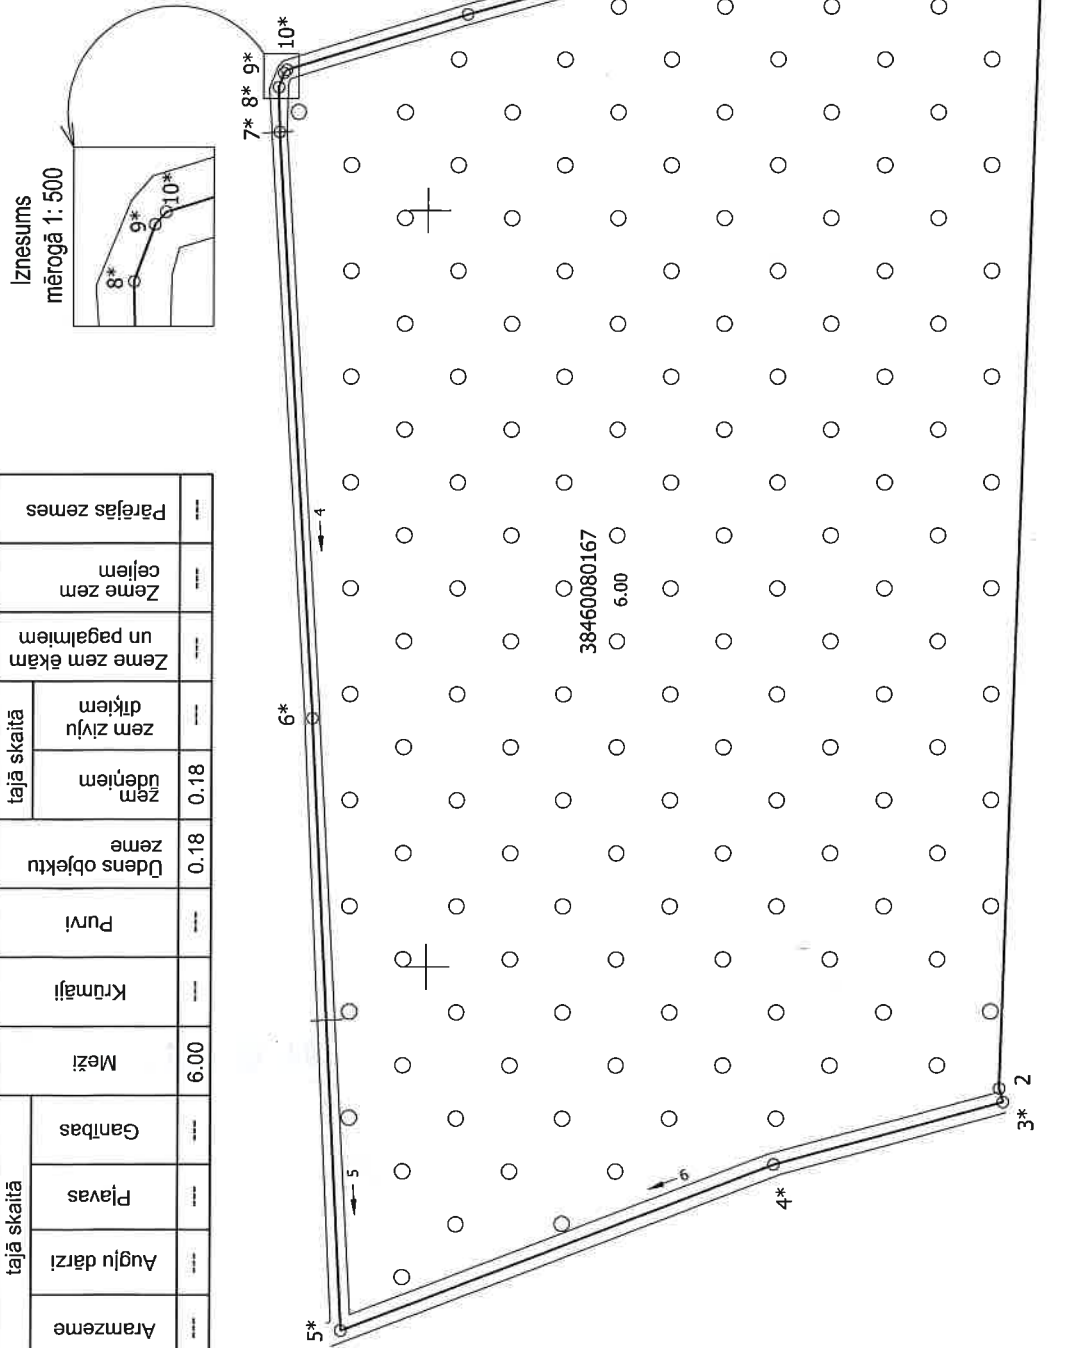 Iznesums
mērogā 1: 500
8*
9*
10*
7*
8*
9*
10*
4
6*
38460080167
6.00
5
5*
6
4*
3*
2
tajā skaitā
tajā skaitā
Aramzeme
Augļu dārzi
Pļavas
Ganības
Meži
Krūmāji
Purvi
Ūdens objektu
zeme
zem
ūdeņiem
zem zivju
dīķiem
Zeme zem ēkām
un pagalmiem
Zeme zem
ceļiem
Pārējās zemes
--- --- --- --- 6.00 --- --- 0.18 0.18 --- --- --- ---